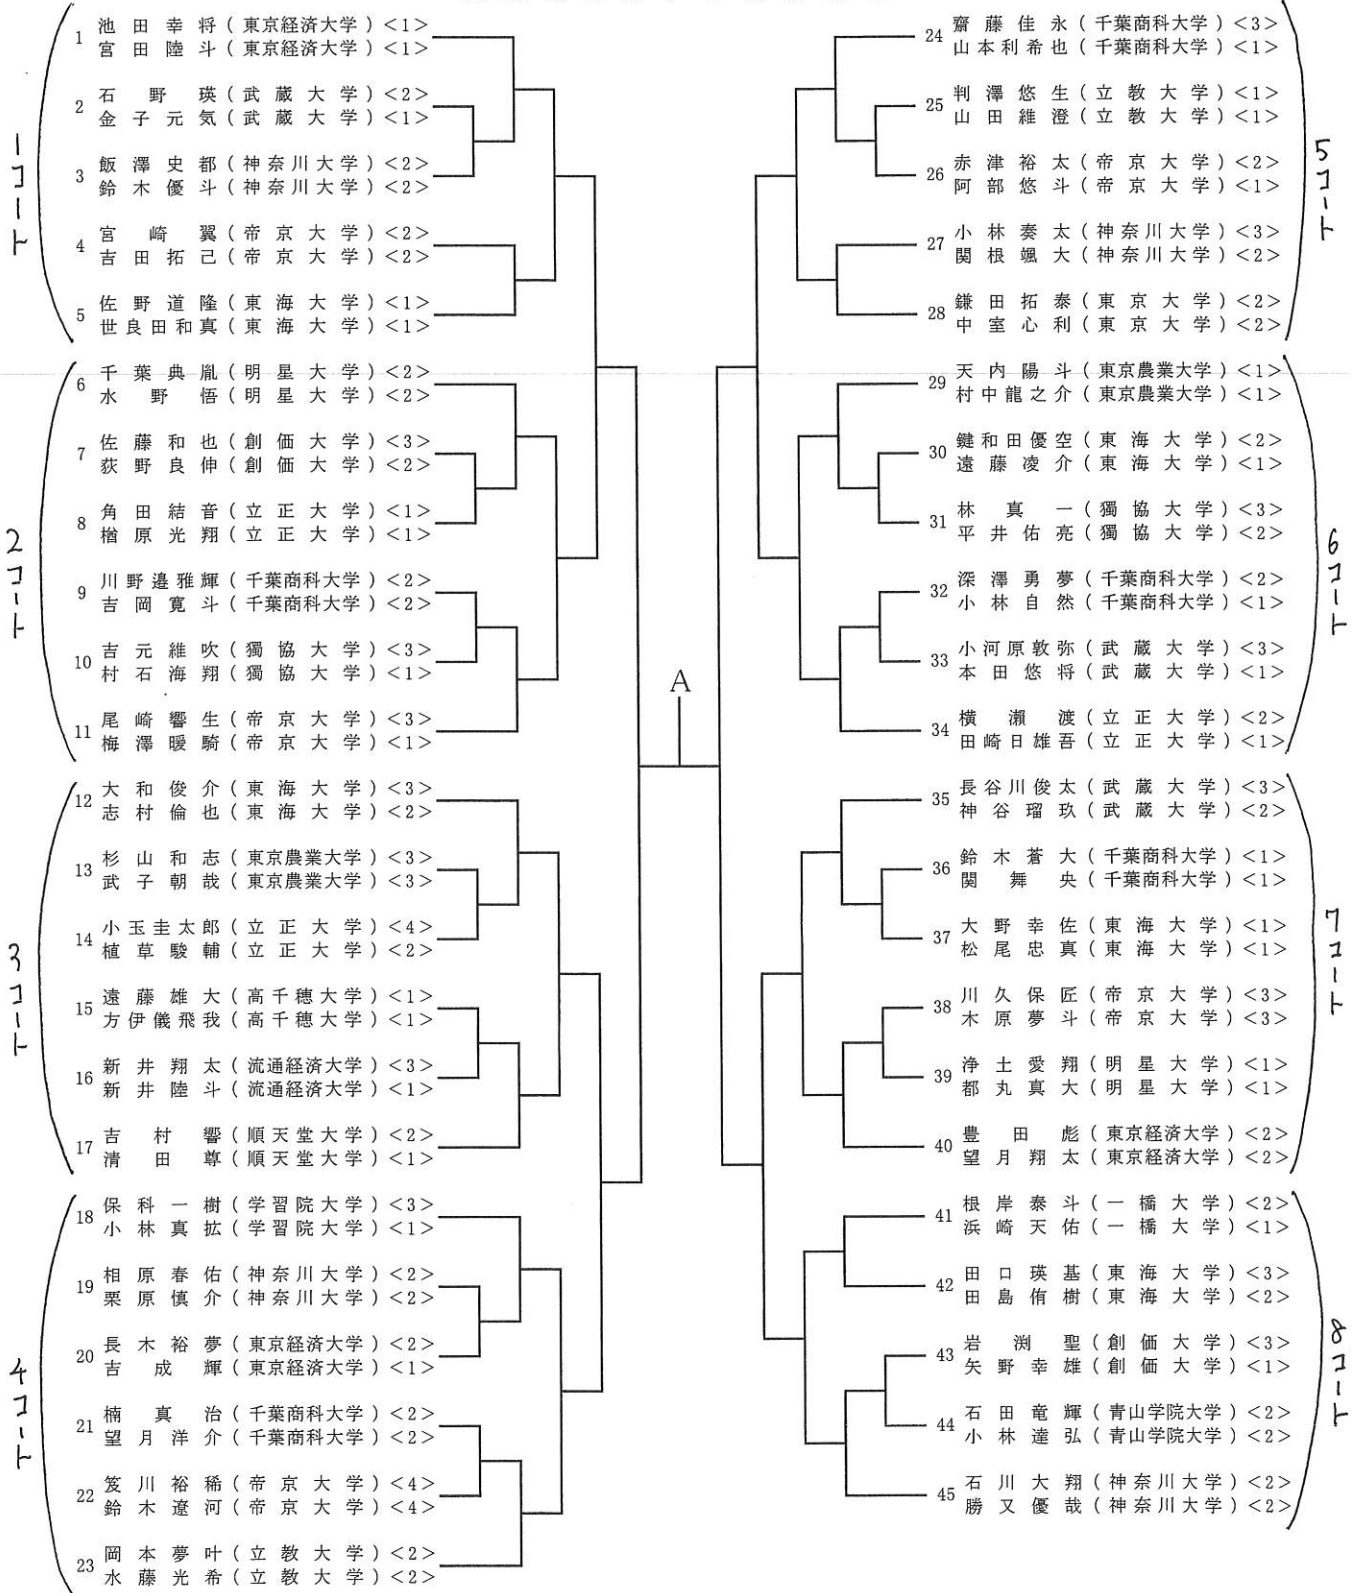 1コート
1 池田幸将(東京経済大学)<1>
宮田陸斗(東京経済大学)<1>
2 石野瑛(武蔵大学)<2>
金子元気(武蔵大学)<1>
3 飯澤史都(神奈川大学)<2>
鈴木優斗(神奈川大学)<2>
4 宮崎翼(帝京大学)<2>
吉田拓己(帝京大学)<2>
5 佐野道隆(東海大学)<1>
世良田和真(東海大学)<1>
2コート
6 千葉典胤(明星大学)<2>
水野悟(明星大学)<2>
7 佐藤和也(創価大学)<3>
荻野良伸(創価大学)<2>
8 角田結音(立正大学)<1>
楢原光翔(立正大学)<1>
9 川野邉雅輝(千葉商科大学)<2>
吉岡寛斗(千葉商科大学)<2>
10 吉元維吹(獨協大学)<3>
村石海翔(獨協大学)<1>
11 尾崎響生(帝京大学)<3>
梅澤暖騎(帝京大学)<1>
3コート
12 大和俊介(東海大学)<3>
志村倫也(東海大学)<2>
13 杉山和志(東京農業大学)<3>
武子朝哉(東京農業大学)<3>
14 小玉圭太郎(立正大学)<4>
植草駿輔(立正大学)<2>
15 遠藤雄大(高千穂大学)<1>
方伊儀飛我(高千穂大学)<1>
16 新井翔太(流通経済大学)<3>
新井陸斗(流通経済大学)<1>
17 吉村響(順天堂大学)<2>
清田尊(順天堂大学)<1>
4コート
18 保科一樹(学習院大学)<3>
小林真拡(学習院大学)<1>
19 相原春佑(神奈川大学)<2>
栗原慎介(神奈川大学)<2>
20 長木裕夢(東京経済大学)<2>
吉成輝(東京経済大学)<1>
21 楠真治(千葉商科大学)<2>
望月洋介(千葉商科大学)<2>
22 笈川裕稀(帝京大学)<4>
鈴木遼河(帝京大学)<4>
23 岡本夢叶(立教大学)<2>
水藤光希(立教大学)<2>
A
5コート
24 齋藤佳永(千葉商科大学)<3>
山本利希也(千葉商科大学)<1>
25 判澤悠生(立教大学)<1>
山田維澄(立教大学)<1>
26 赤津裕太(帝京大学)<2>
阿部悠斗(帝京大学)<1>
27 小林奏太(神奈川大学)<3>
関根颯大(神奈川大学)<2>
28 鎌田拓泰(東京大学)<2>
中室心利(東京大学)<2>
6コート
29 天内陽斗(東京農業大学)<1>
村中龍之介(東京農業大学)<1>
30 鍵和田優空(東海大学)<2>
遠藤凌介(東海大学)<1>
31 林真一(獨協大学)<3>
平井佑亮(獨協大学)<2>
32 深澤勇夢(千葉商科大学)<2>
小林自然(千葉商科大学)<1>
33 小河原敦弥(武蔵大学)<3>
本田悠将(武蔵大学)<1>
34 横瀬渡(立正大学)<2>
田崎日雄吾(立正大学)<1>
7コート
35 長谷川俊太(武蔵大学)<3>
神谷瑠玖(武蔵大学)<2>
36 鈴木蒼大(千葉商科大学)<1>
関舞央(千葉商科大学)<1>
37 大野幸佐(東海大学)<1>
松尾忠真(東海大学)<1>
38 川久保匠(帝京大学)<3>
木原夢斗(帝京大学)<3>
39 浄土愛翔(明星大学)<1>
都丸真大(明星大学)<1>
40 豊田彪(東京経済大学)<2>
望月翔太(東京経済大学)<2>
8コート
41 根岸泰斗(一橋大学)<2>
浜崎天佑(一橋大学)<1>
42 田口瑛基(東海大学)<3>
田島侑樹(東海大学)<2>
43 岩渕聖(創価大学)<3>
矢野幸雄(創価大学)<1>
44 石田竜輝(青山学院大学)<2>
小林達弘(青山学院大学)<2>
45 石川大翔(神奈川大学)<2>
勝又優哉(神奈川大学)<2>